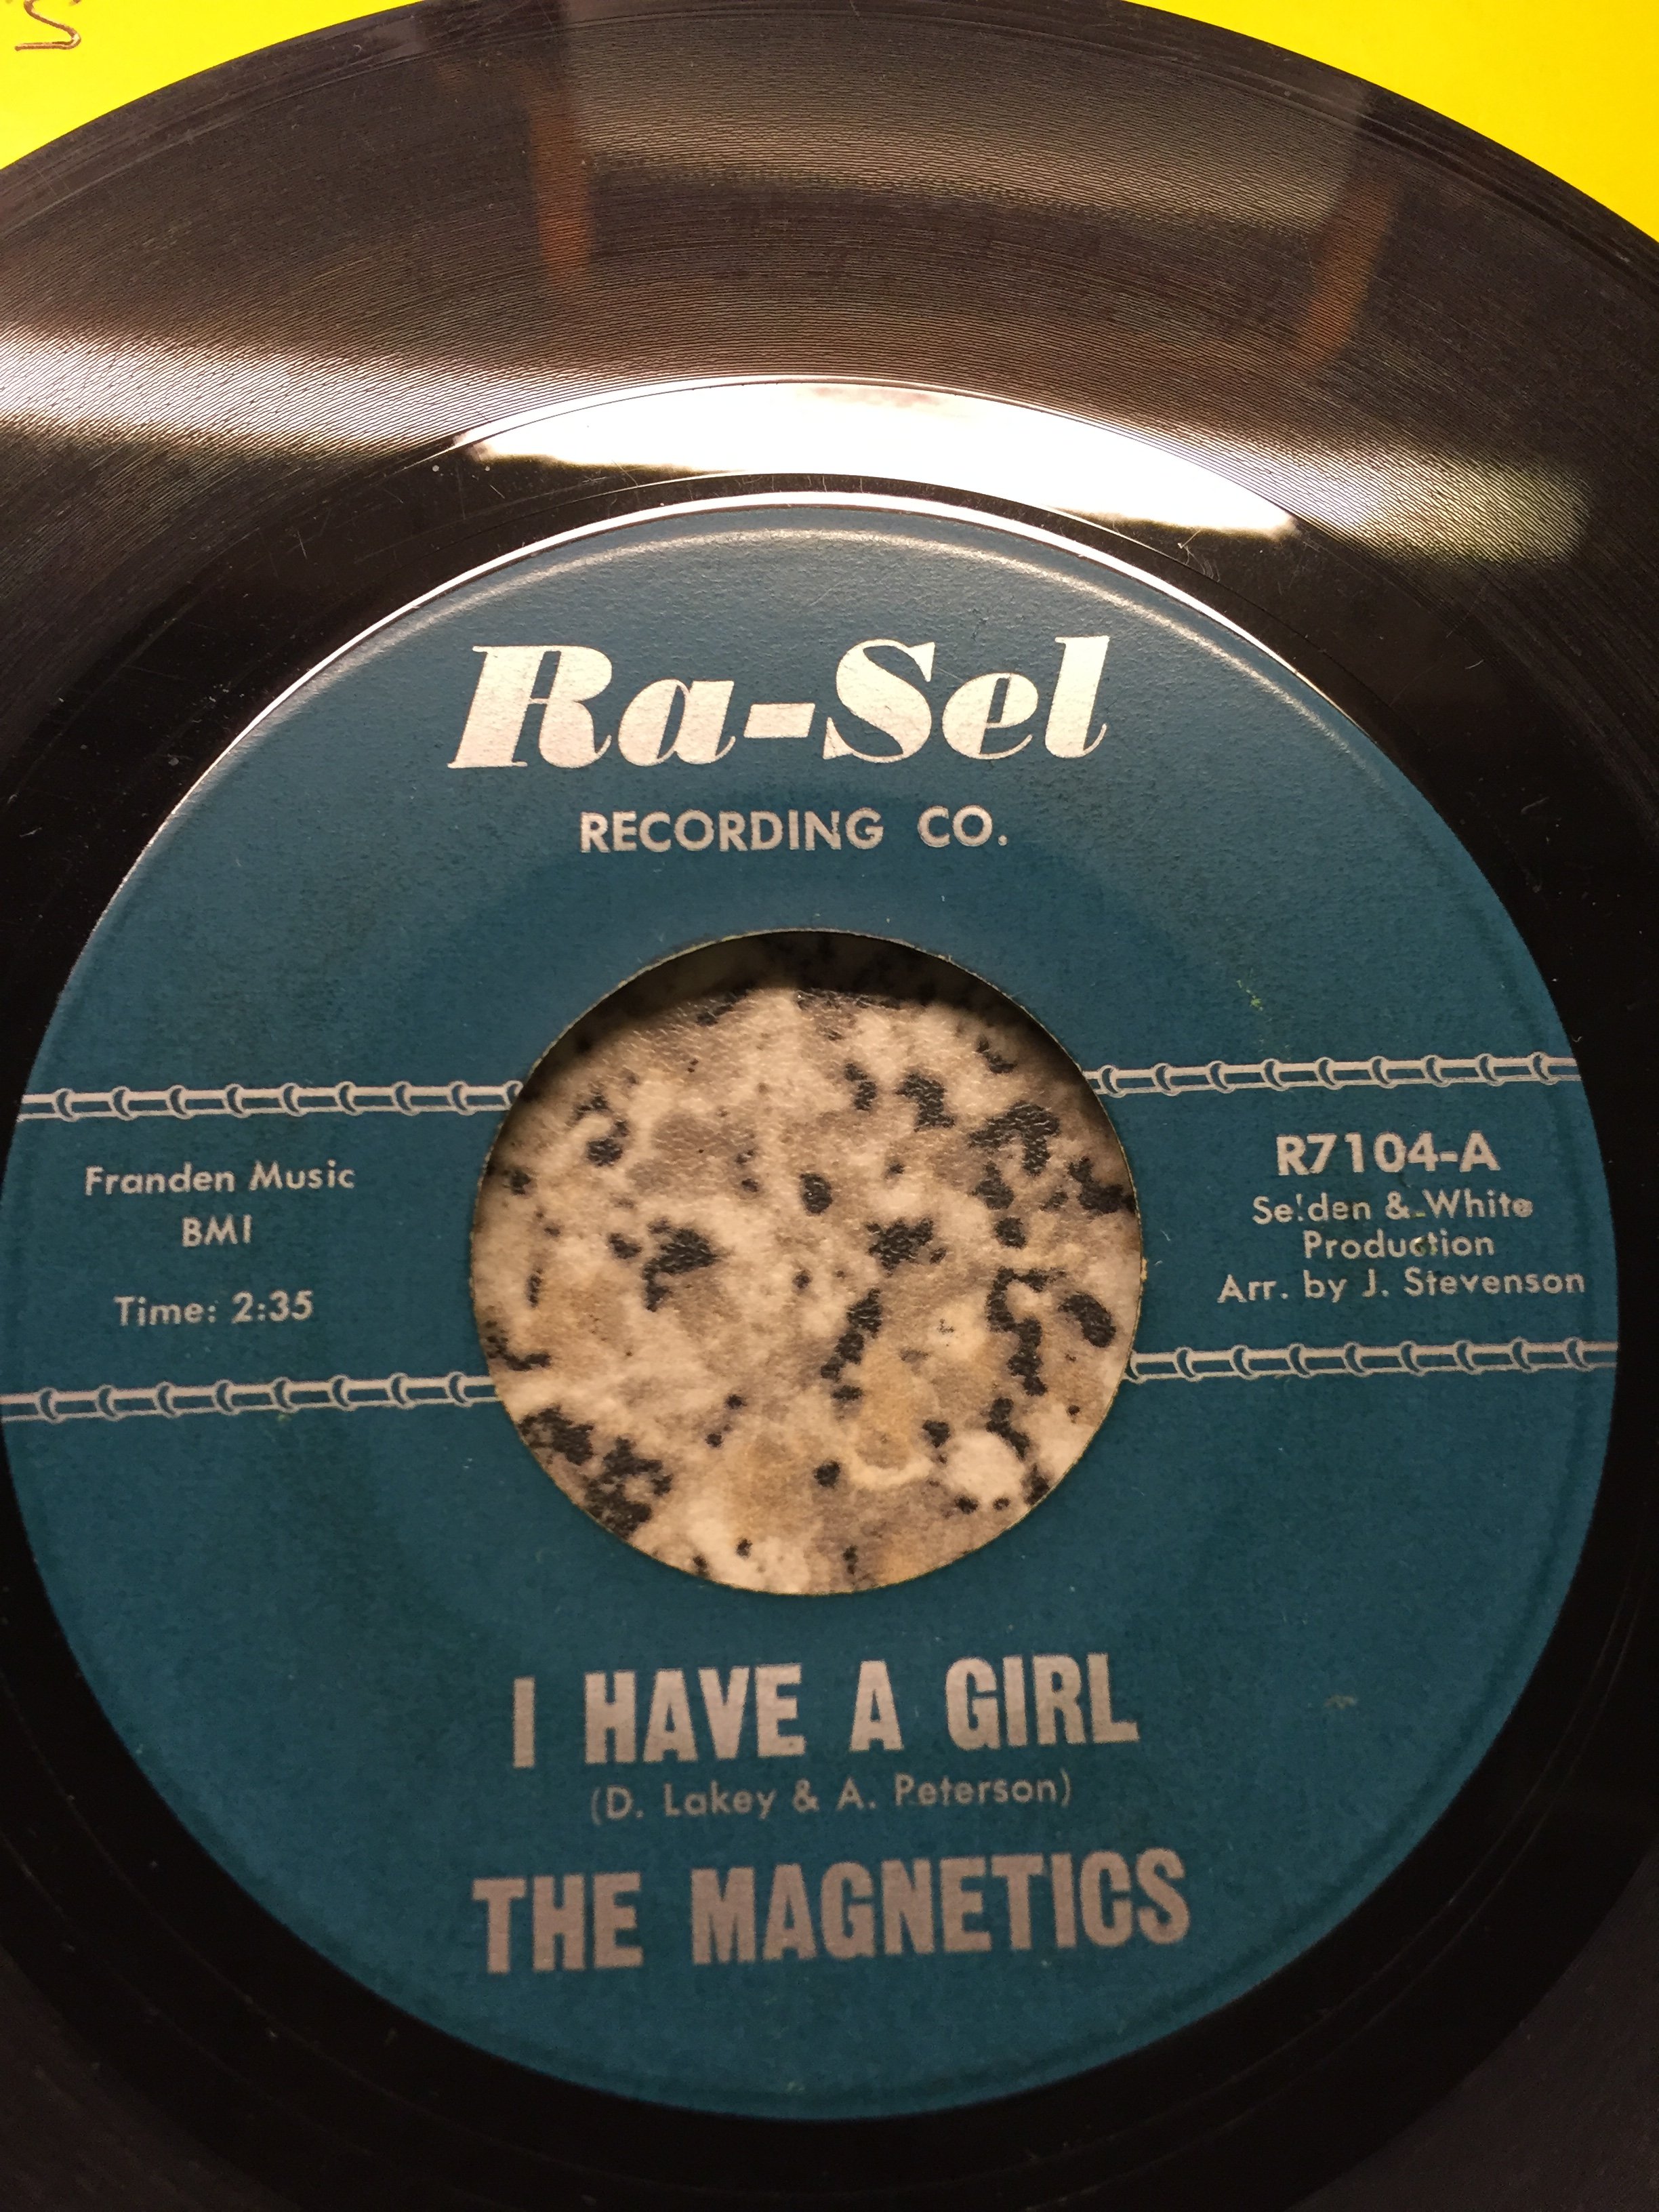 Ra-Sel
RECORDING CO.
Franden Music
BMI
Time: 2:35
R7104-A
Selden & White
Production
Arr. by J. Stevenson
I HAVE A GIRL
(D. Lakey & A. Peterson)
THE MAGNETICS